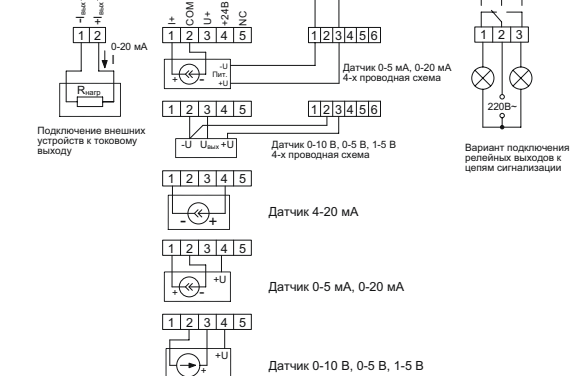 Iвых
Iвых
1 2
0-20 мА
I
Rнагр
Подключение внешних
устройств к токовому
выходу
I+
COM
U+
+24В
NC
1 2 3 4 5
1 2 3 4 5 6
-U
Пит.
+U
+ -
Датчик 0-5 мА, 0-20 мА
4-х проводная схема
1 2 3 4 5
1 2 3 4 5 6
-U Uвых +U
Датчик 0-10 В, 0-5 В, 1-5 В
4-х проводная схема
1 2 3 4 5
- +
Датчик 4-20 мА
1 2 3 4 5
+U
+ -
Датчик 0-5 мА, 0-20 мА
1 2 3 4 5
+U
+
Датчик 0-10 В, 0-5 В, 1-5 В
1 2 3
220В~
Вариант подключения
релейных выходов к
цепям сигнализации